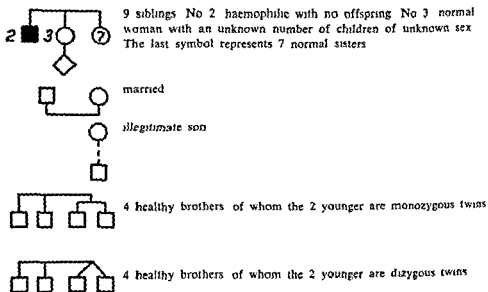 9 siblings No 2 haemophilic with no offspring No 3 normal
2 3 7 woman with an unknown number of children of unknown sex
The last symbol represents 7 normal sisters
married
illegitimate son
4 healthy brothers of whom the 2 younger are monozygous twins
4 healthy brothers of whom the 2 younger are dizygous twins